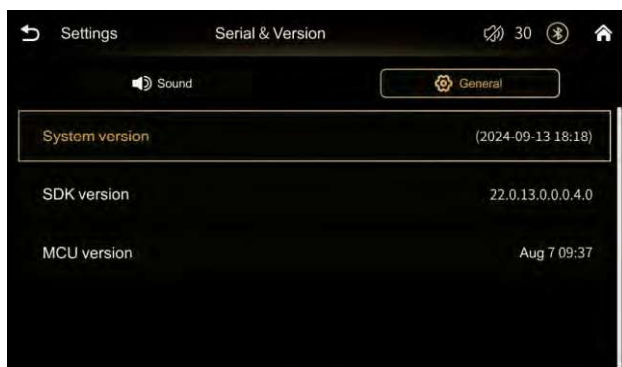 Settings Serial & Version 30
Sound General
System version (2024-09-13 18:18)
SDK version 22.0.13.0.0.0.4.0
MCU version Aug 7 09:37